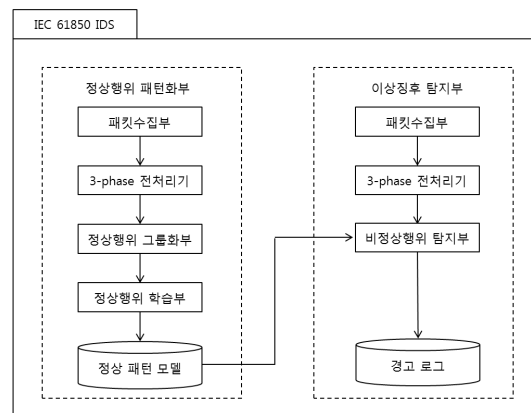 IEC 61850 IDS
정상행위 패턴화부
패킷수집부
3-phase 전처리기
정상행위 그룹화부
정상행위 학습부
정상 패턴 모델
이상징후 탐지부
패킷수집부
3-phase 전처리기
비정상행위 탐지부
경고 로그